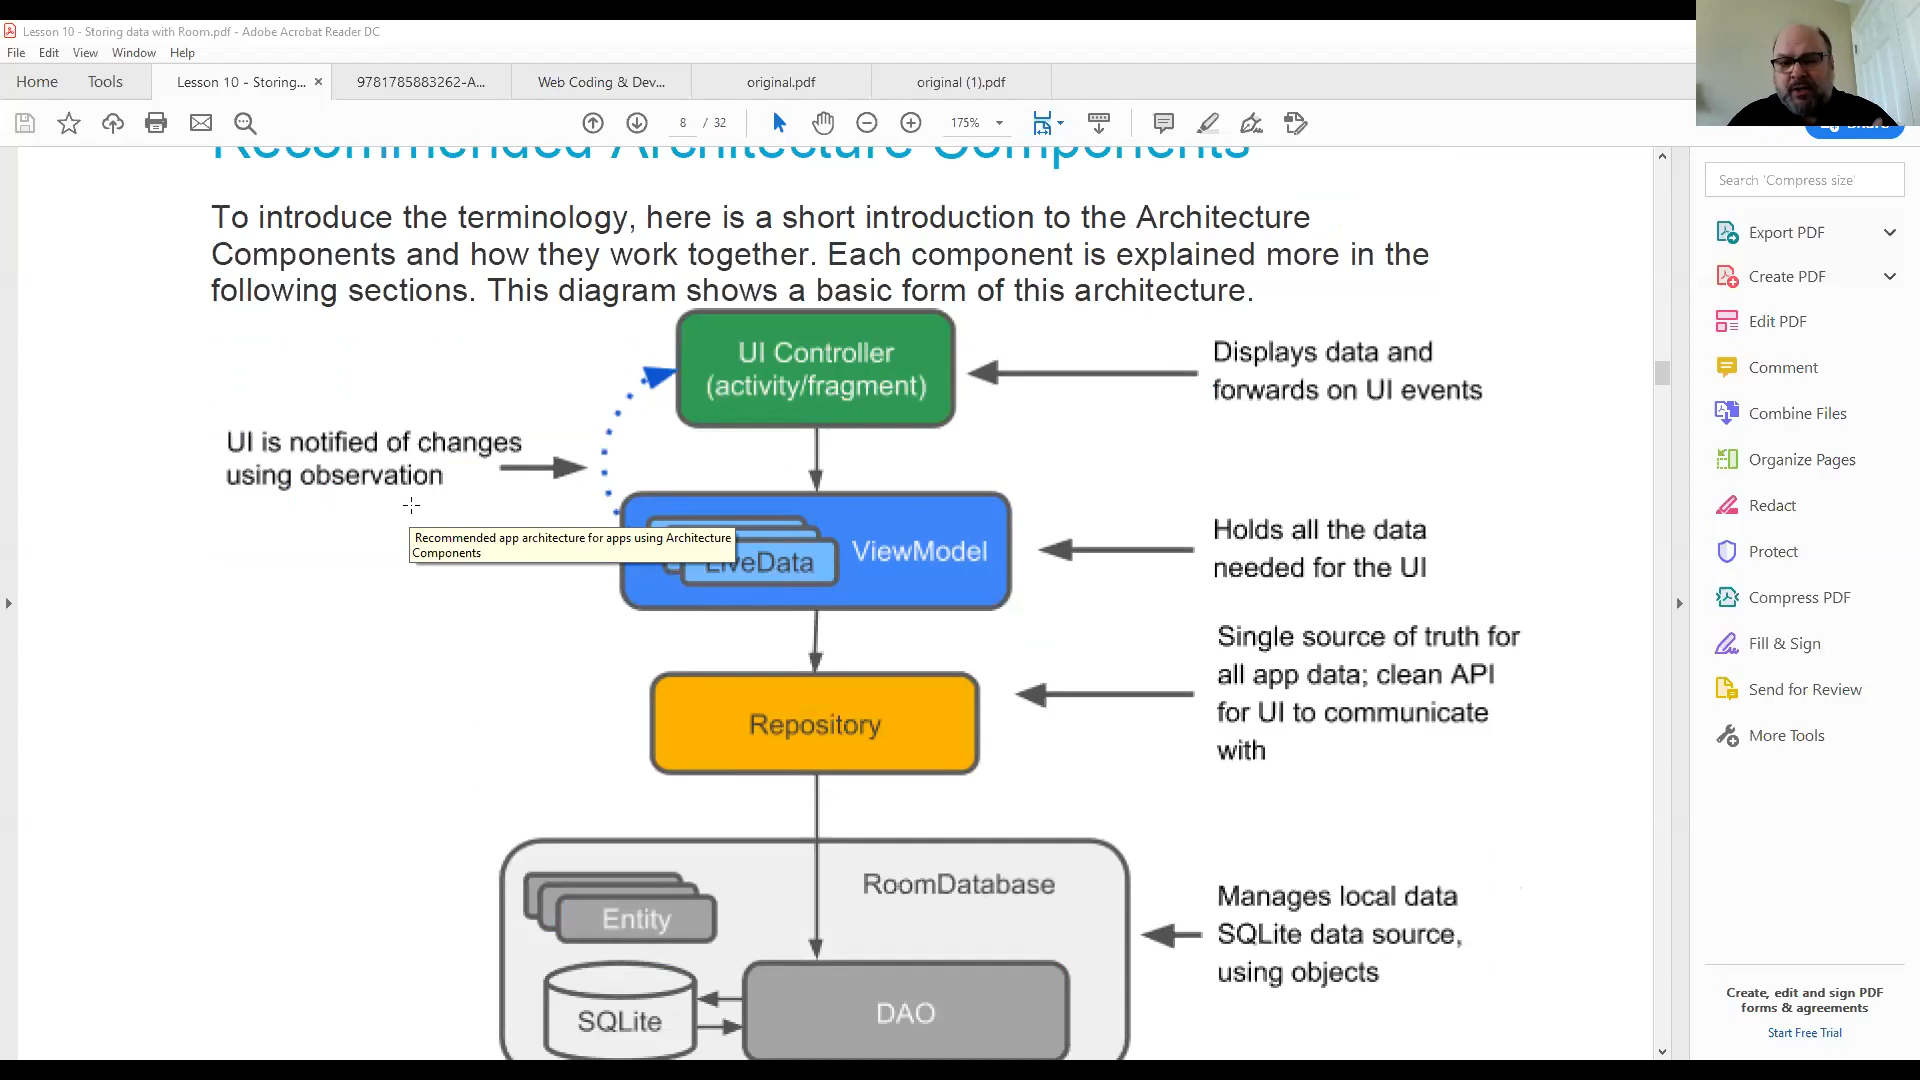 Lesson 10 - Storing data with Room.pdf - Adobe Acrobat Reader DC
File Edit View Window Help
Home Tools Lesson 10 - Storing... × 9781785883262-A... Web Coding & Dev... original.pdf original (1).pdf
8 / 32 175%
Share
Recommended Architecture Components
To introduce the terminology, here is a short introduction to the Architecture
Components and how they work together. Each component is explained more in the
following sections. This diagram shows a basic form of this architecture.
UI Controller
(activity/fragment)
Displays data and
forwards on UI events
UI is notified of changes
using observation
Recommended app architecture for apps using Architecture
Components
LiveData
ViewModel
Holds all the data
needed for the UI
Repository
Single source of truth for
all app data; clean API
for UI to communicate
with
RoomDatabase
Entity
SQLite
DAO
Manages local data
SQLite data source,
using objects
Search 'Compress size'
Export PDF
Create PDF
Edit PDF
Comment
Combine Files
Organize Pages
Redact
Protect
Compress PDF
Fill & Sign
Send for Review
More Tools
Create, edit and sign PDF
forms & agreements
Start Free Trial